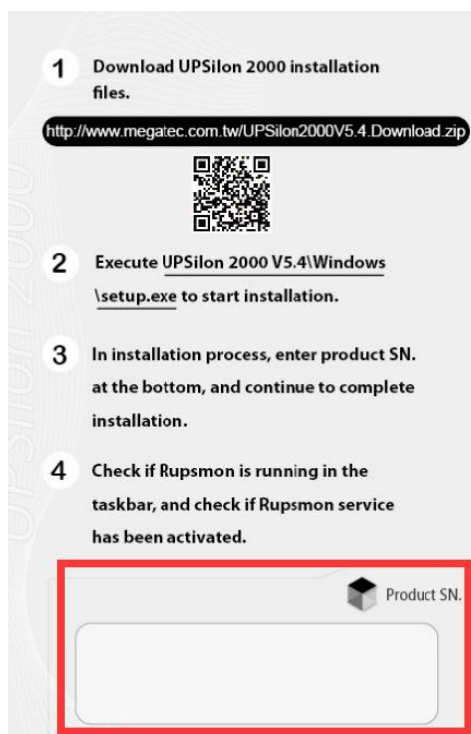 1 Download UPSilon 2000 installation
files.
http://www.megatec.com.tw/UPSilon2000V5.4.Download.zip
2 Execute UPSilon 2000 V5.4\Windows
\setup.exe to start installation.
3 In installation process, enter product SN.
at the bottom, and continue to complete
installation.
4 Check if Rupsmon is running in the
taskbar, and check if Rupsmon service
has been activated.
Product SN.
UPSilon 2000